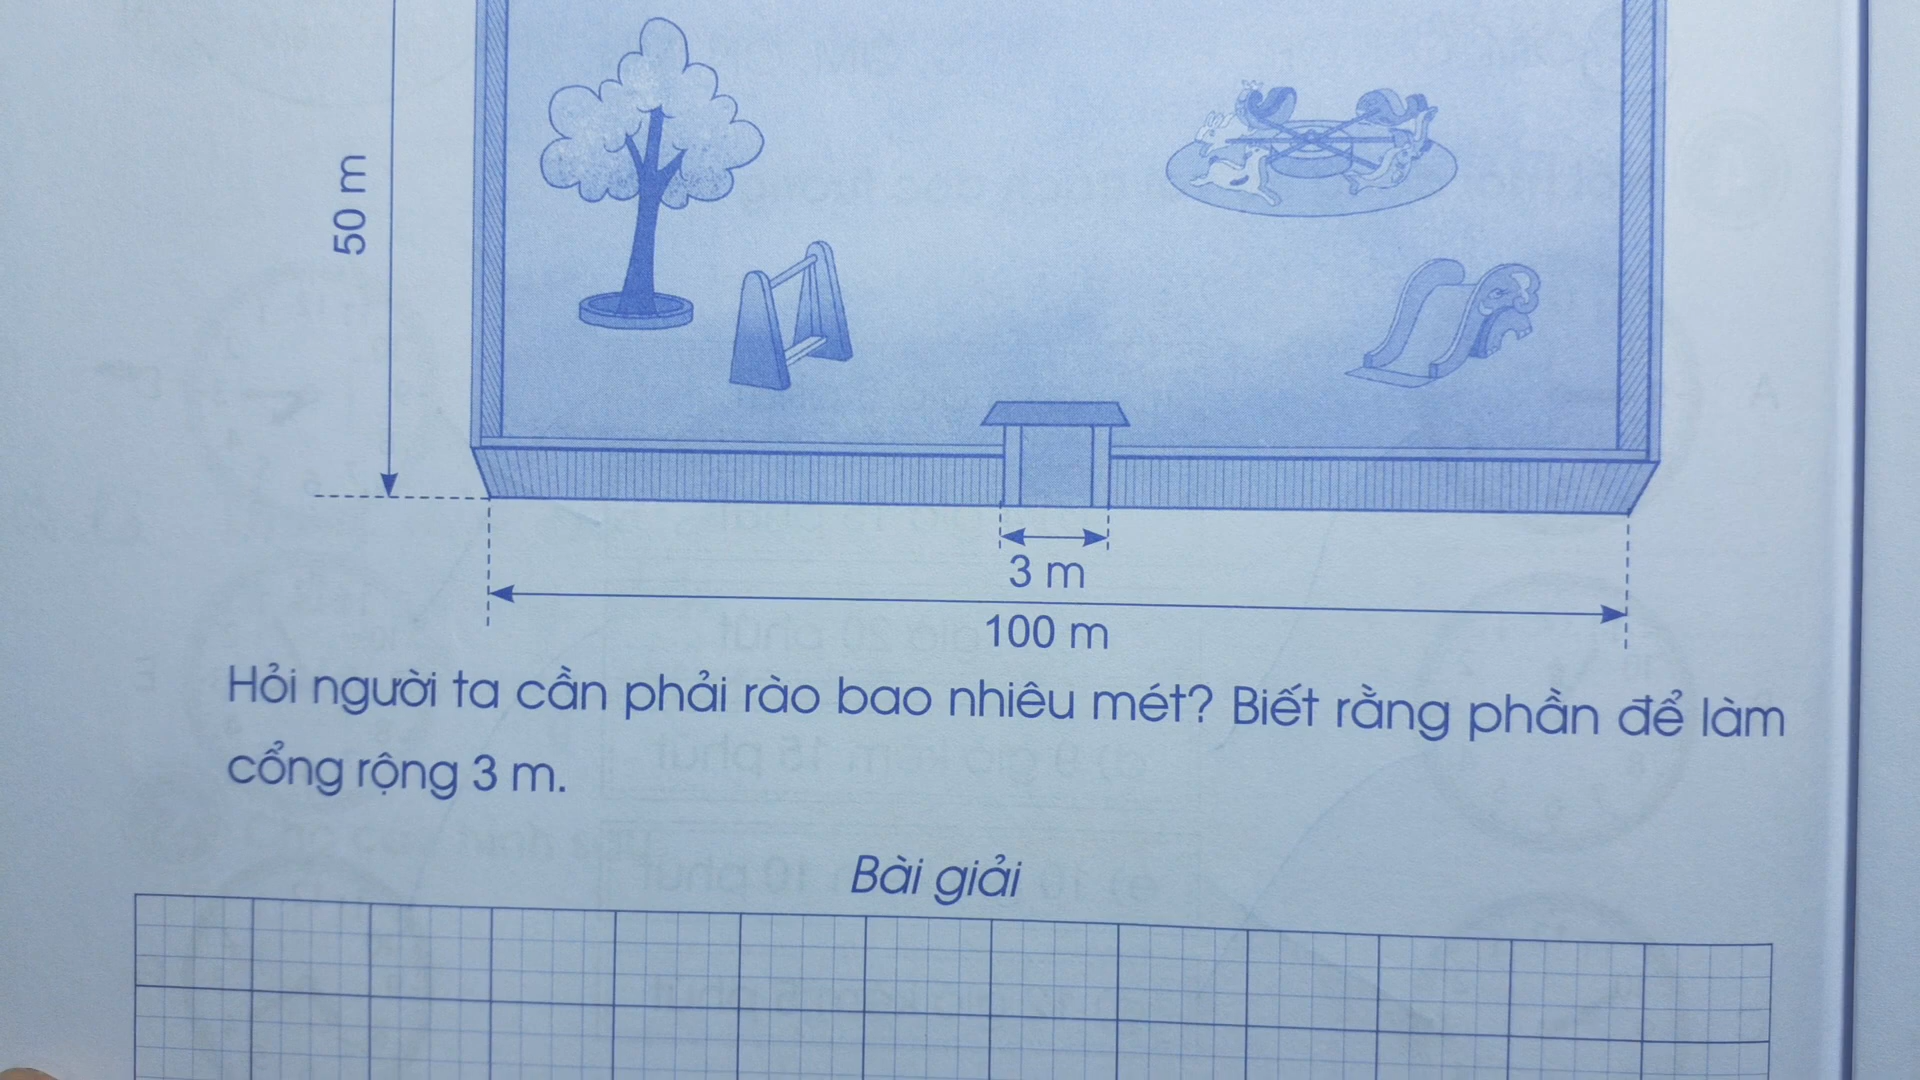 50 m
3 m
100 m
Hỏi người ta cần phải rào bao nhiêu mét? Biết rằng phần để làm
cổng rộng 3 m.
Bài giải